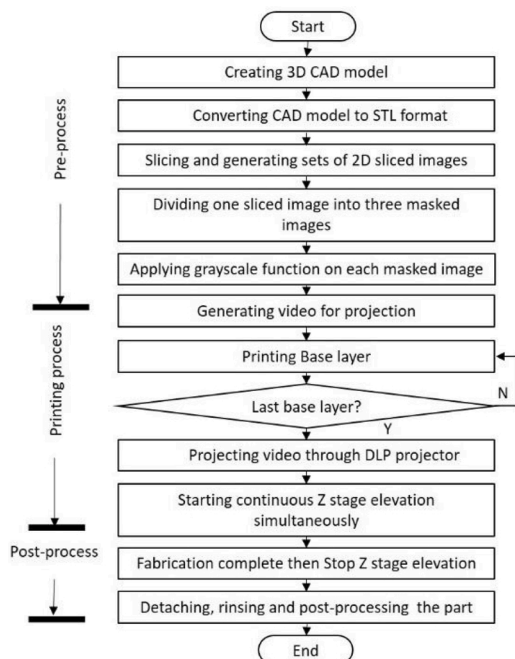 Start
Creating 3D CAD model
Converting CAD model to STL format
Slicing and generating sets of 2D sliced images
Dividing one sliced image into three masked
images
Applying grayscale function on each masked image
Generating video for projection
Printing Base layer
Last base layer?
N
Y
Projecting video through DLP projector
Starting continuous Z stage elevation
simultaneously
Fabrication complete then Stop Z stage elevation
Detaching, rinsing and post-processing the part
End
Pre-process
Printing process
Post-process